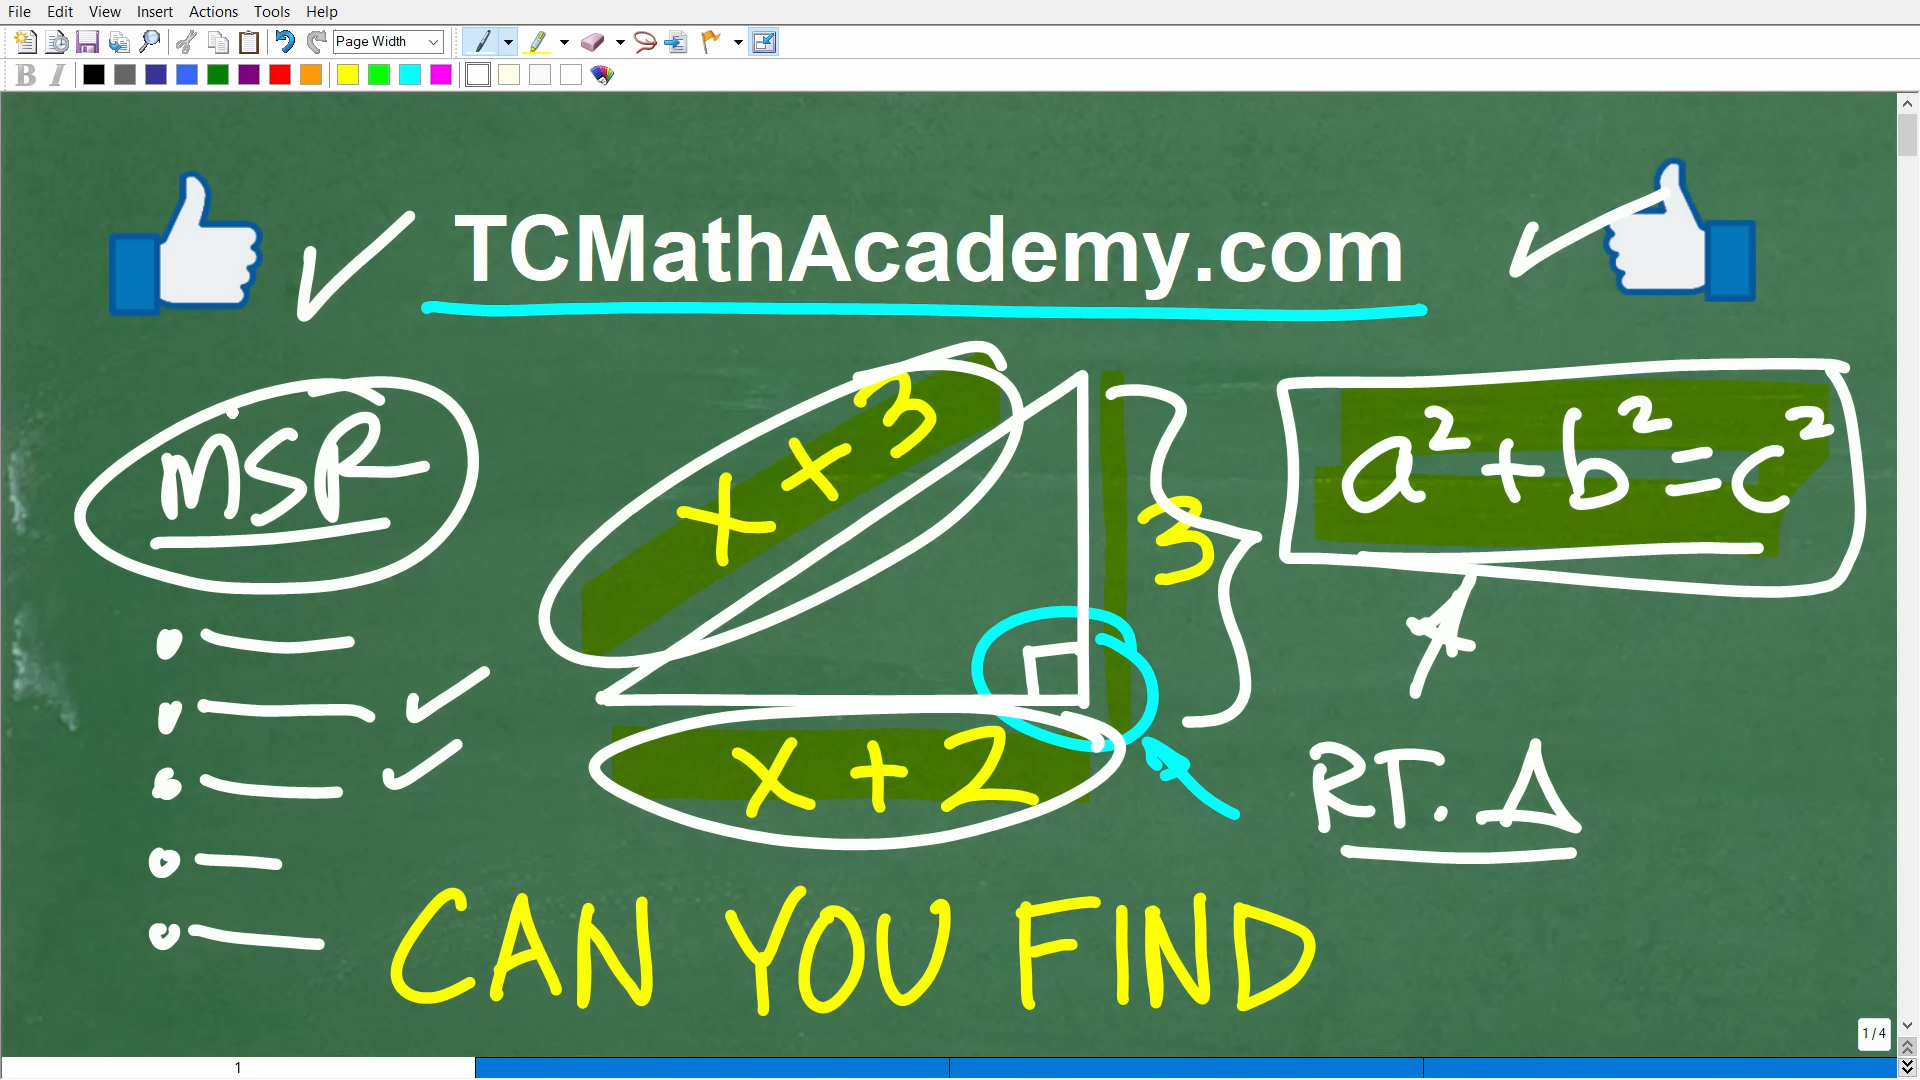 File Edit View Insert Actions Tools Help
Page Width
B I
TCMathAcademy.com
MSR
x + 3
3
x + 2
a² + b² = c²
RT. Δ
CAN YOU FIND
1 / 4
1